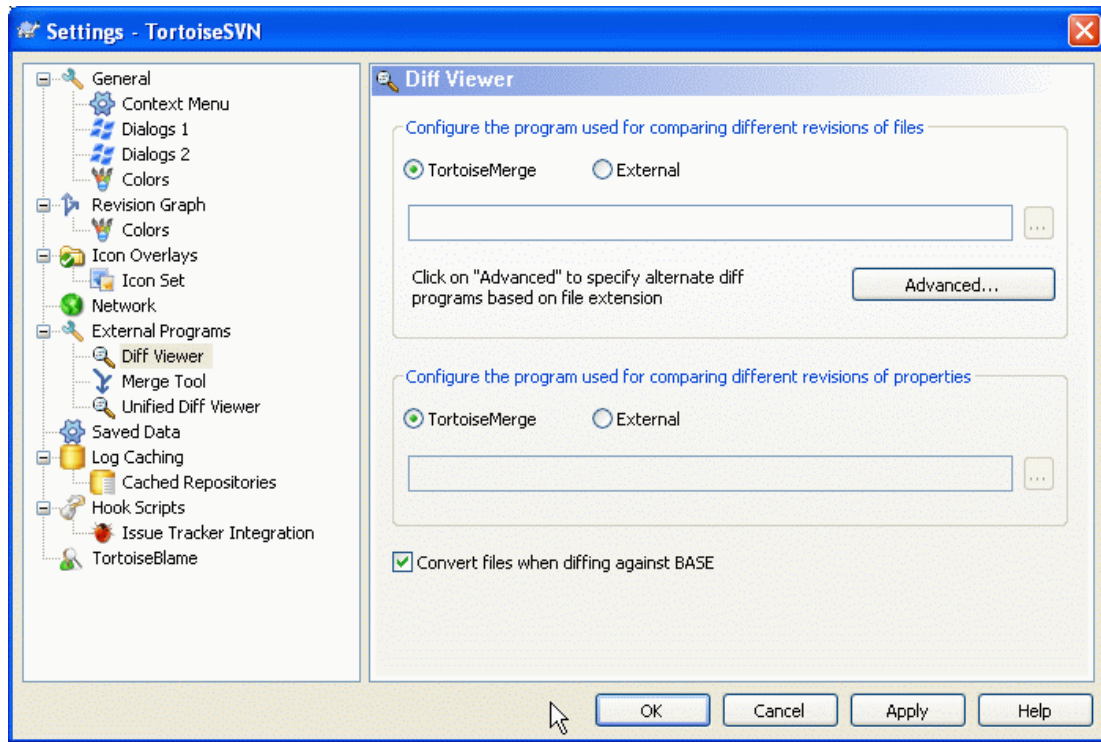 Settings - TortoiseSVN
General
Context Menu
Dialogs 1
Dialogs 2
Colors
Revision Graph
Colors
Icon Overlays
Icon Set
Network
External Programs
Diff Viewer
Merge Tool
Unified Diff Viewer
Saved Data
Log Caching
Cached Repositories
Hook Scripts
Issue Tracker Integration
TortoiseBlame
Diff Viewer
Configure the program used for comparing different revisions of files
TortoiseMerge External
...
Click on "Advanced" to specify alternate diff
programs based on file extension
Advanced...
Configure the program used for comparing different revisions of properties
TortoiseMerge External
...
Convert files when diffing against BASE
OK Cancel Apply Help